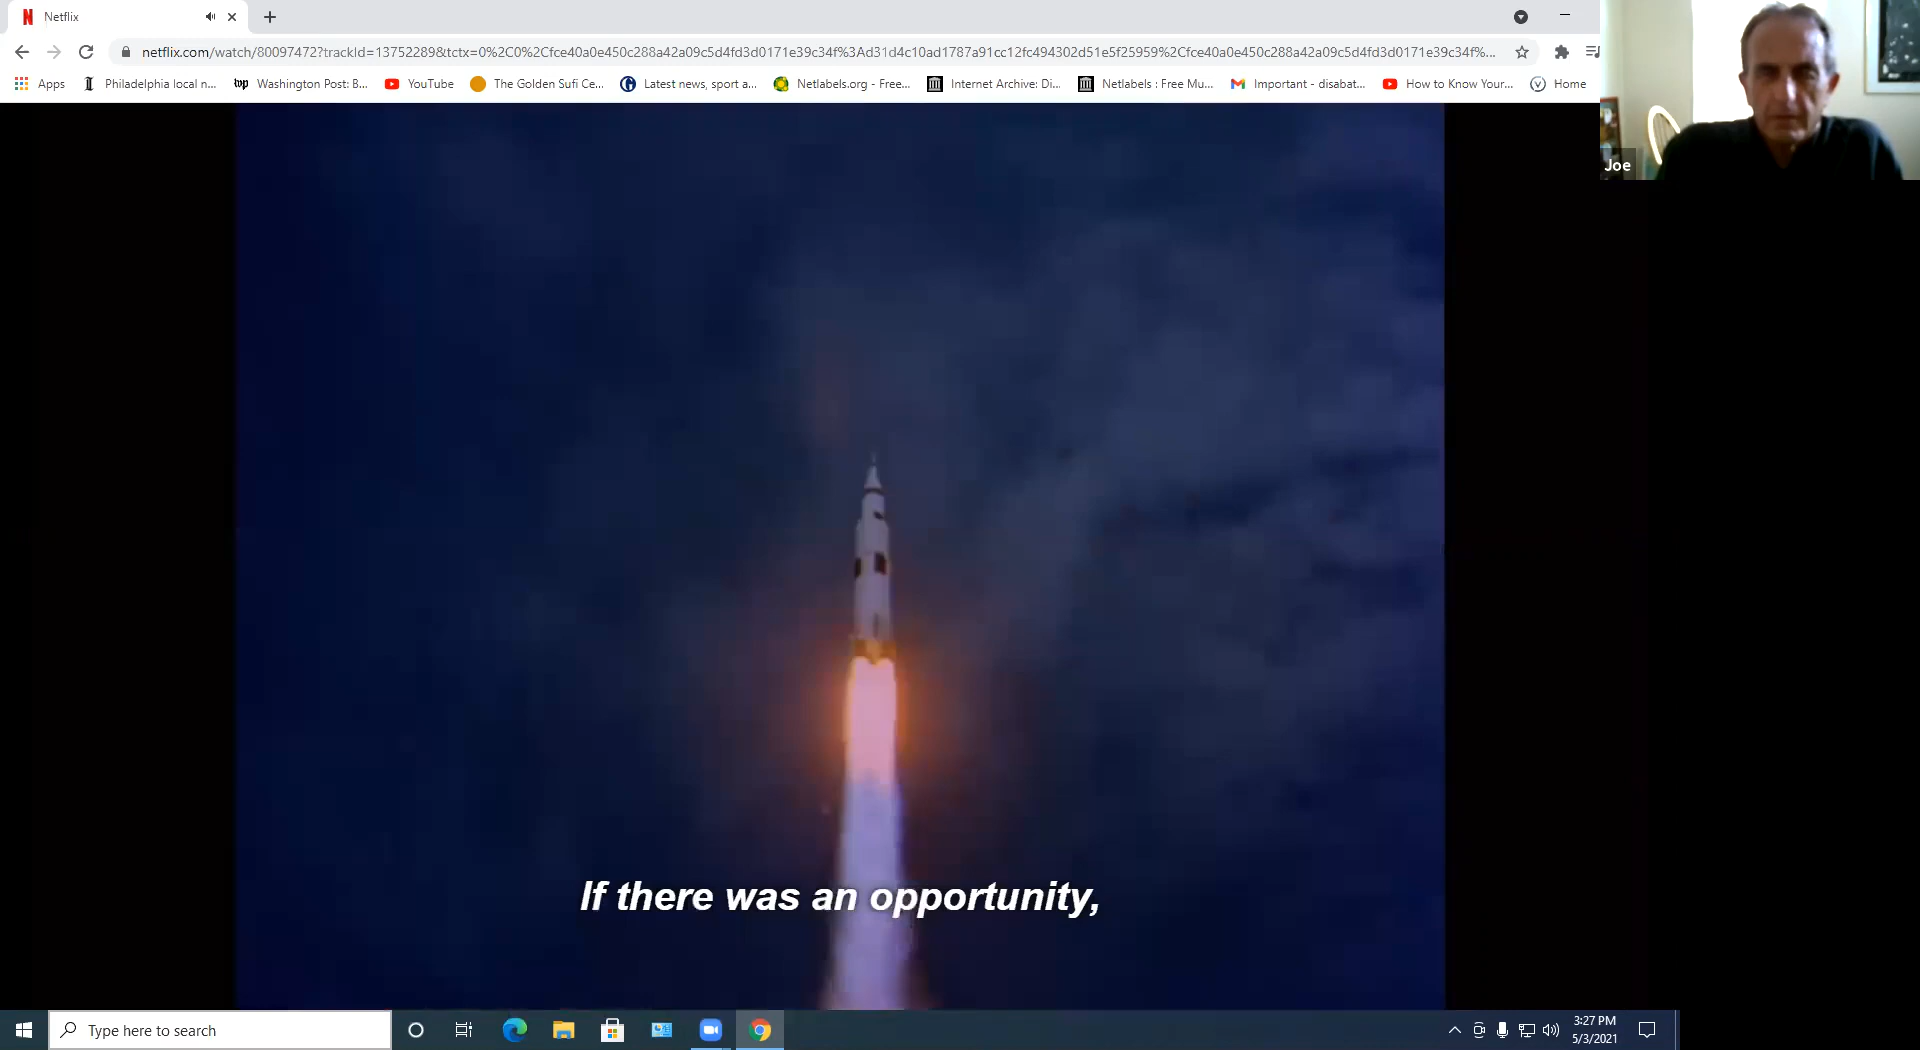 Netflix
netflix.com/watch/80097472?trackId=13752289&tctx=0%2C0%2Cfce40a0e450c288a42a09c5d4fd3d0171e39c34f%3Ad31d4c10ad1787a91cc12fc494302d51e5f25959%2Cfce40a0e450c288a42a09c5d4fd3d0171e39c34f%...
Apps Philadelphia local n... wp Washington Post: B... YouTube The Golden Sufi Ce... Latest news, sport a... Netlabels.org - Free... Internet Archive: Di... Netlabels : Free Mu... Important - disabat... How to Know Your... Home
Joe
If there was an opportunity,
Type here to search
3:27 PM
5/3/2021